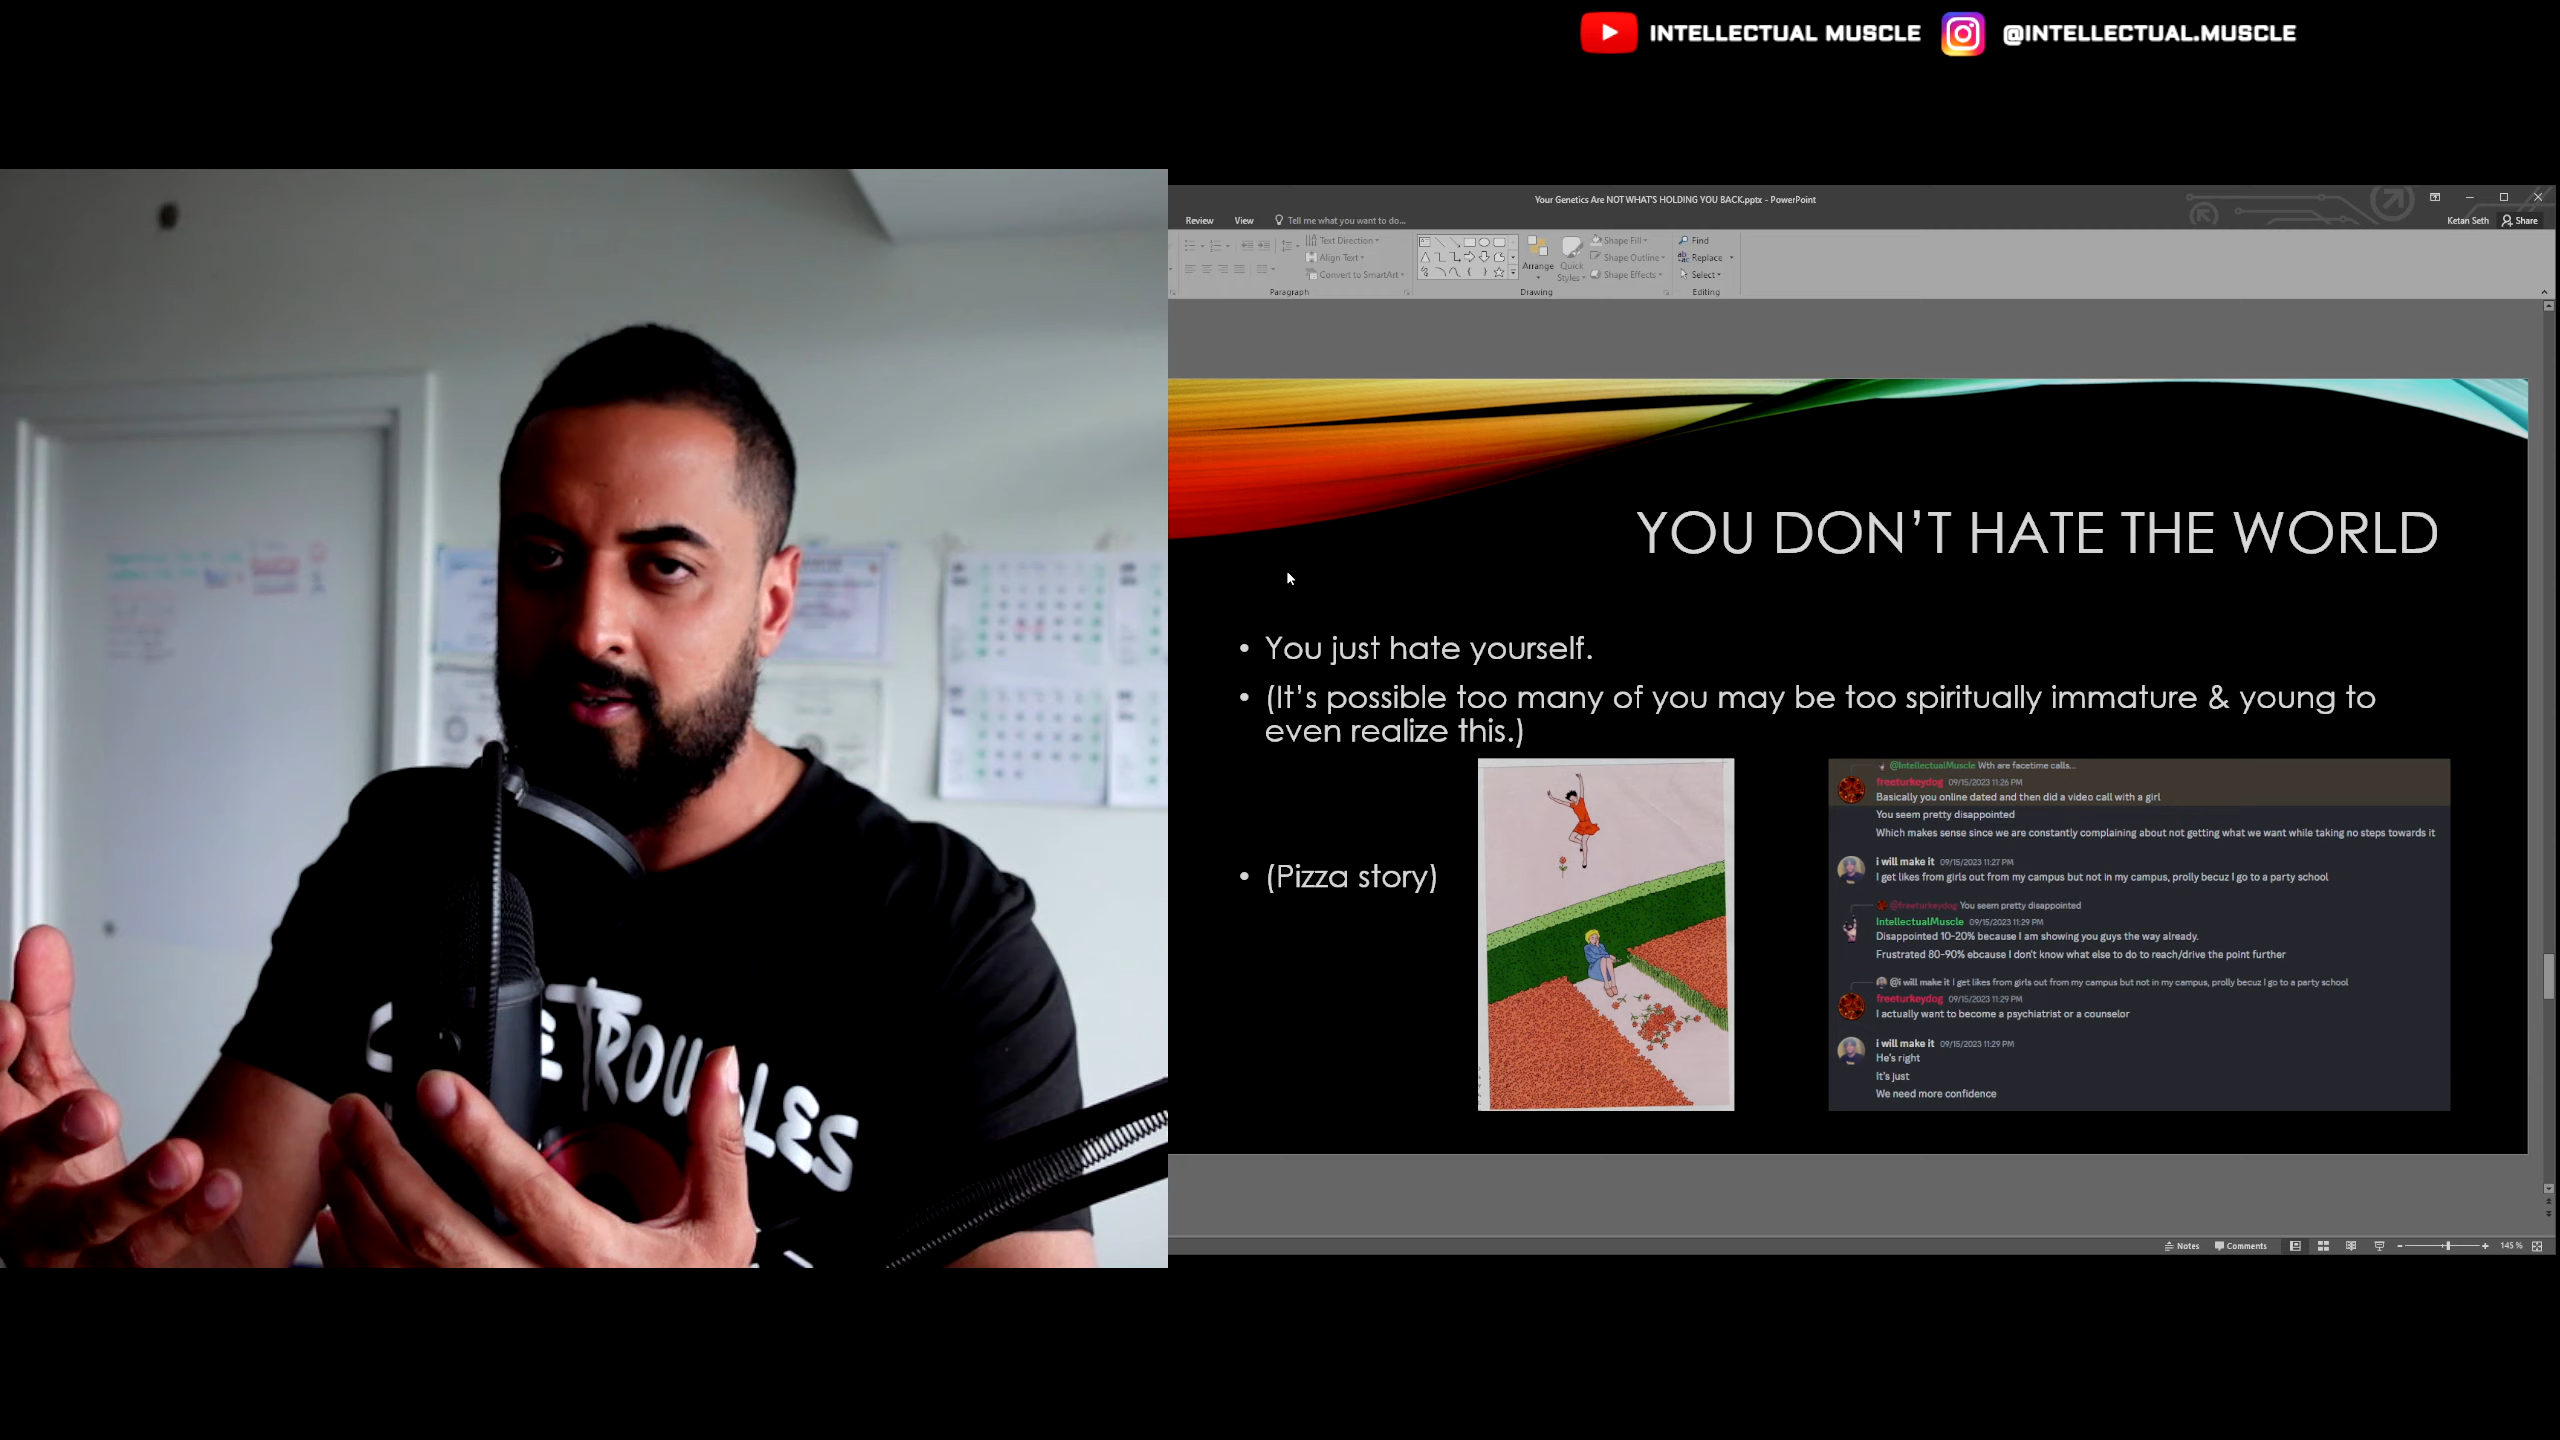 INTELLECTUAL MUSCLE @INTELLECTUAL.MUSCLE
Your Genetics Are NOT WHAT'S HOLDING YOU BACK.pptx - PowerPoint
Review View Tell me what you want to do...
Ketan Seth Share
Text Direction
Align Text
Convert to SmartArt
Paragraph
Arrange
Quick Styles
Shape Fill
Shape Outline
Shape Effects
Drawing
Find
Replace
Select
Editing
YOU DON'T HATE THE WORLD
• You just hate yourself.
• (It's possible too many of you may be too spiritually immature & young to
even realize this.)
• (Pizza story)
@IntellectualMuscle Wth are facetime calls...
freeturkeydog 09/15/2023 11:26 PM
Basically you online dated and then did a video call with a girl
You seem pretty disappointed
Which makes sense since we are constantly complaining about not getting what we want while taking no steps towards it
i will make it 09/15/2023 11:27 PM
I get likes from girls out from my campus but not in my campus, prolly becuz I go to a party school
@freeturkeydog You seem pretty disappointed
IntellectualMuscle 09/15/2023 11:29 PM
Disappointed 10-20% because I am showing you guys the way already.
Frustrated 80-90% ebcause I don't know what else to do to reach/drive the point further
@i will make it I get likes from girls out from my campus but not in my campus, prolly becuz I go to a party school
freeturkeydog 09/15/2023 11:29 PM
I actually want to become a psychiatrist or a counselor
i will make it 09/15/2023 11:29 PM
He's right
It's just
We need more confidence
TROUBLES
Notes Comments 145 %